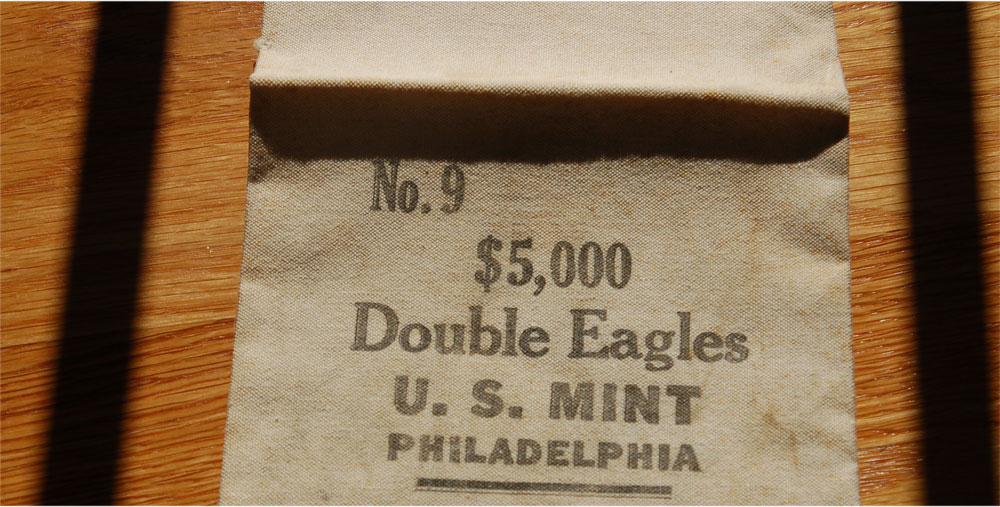 No. 9
$5,000
Double Eagles
U. S. MINT
PHILADELPHIA